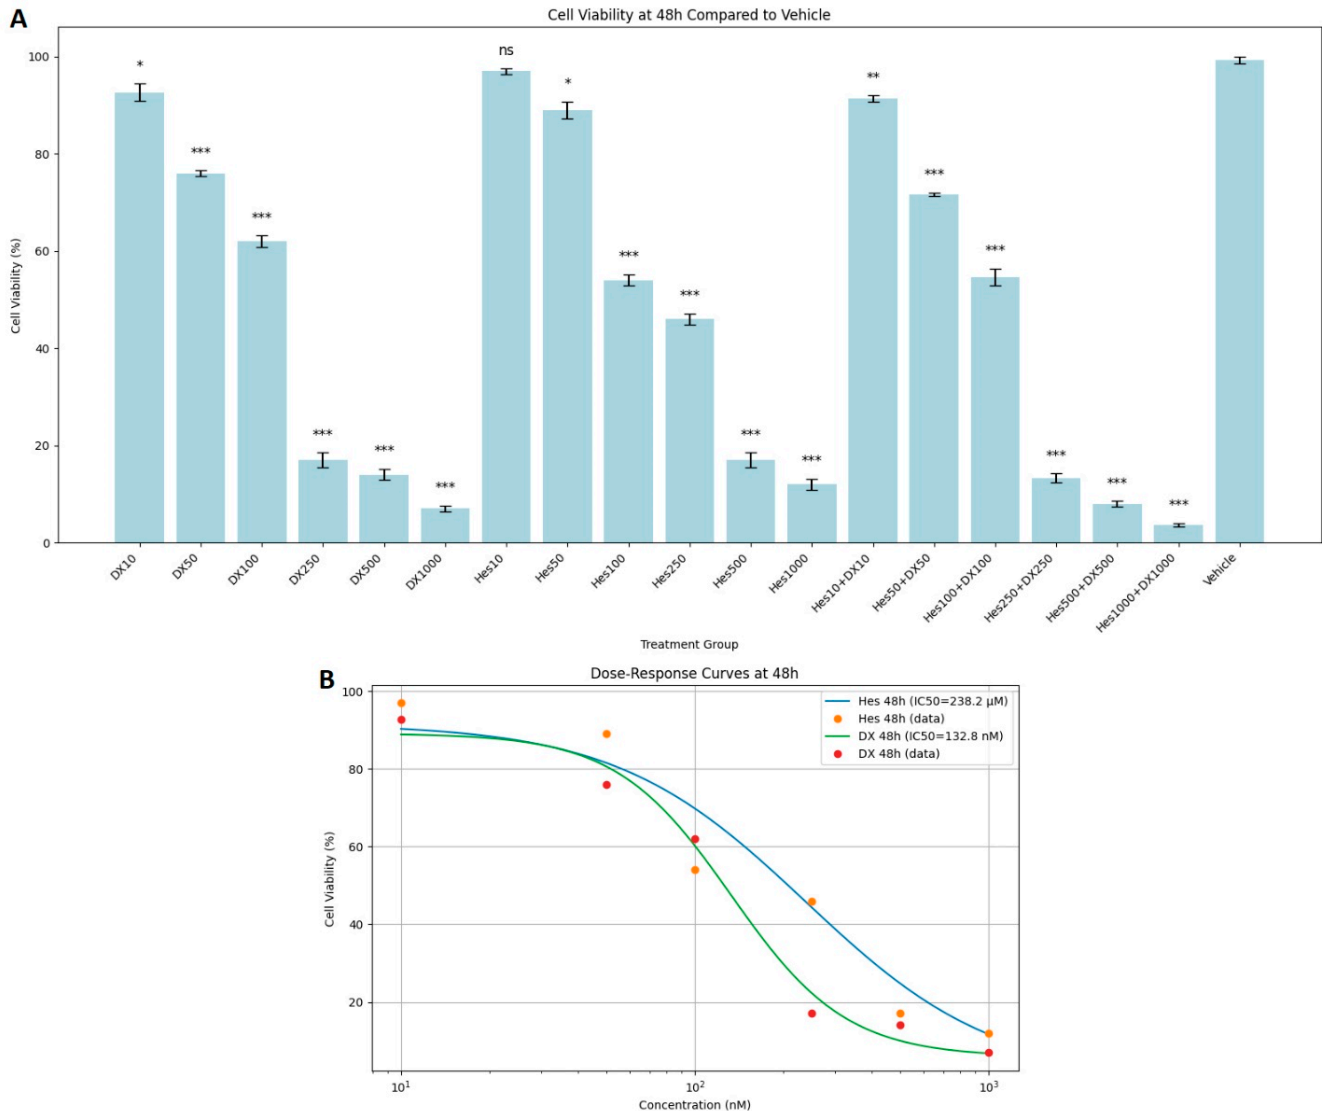 A
Cell Viability at 48h Compared to Vehicle
* *** *** *** *** *** ns * *** *** *** *** ** *** *** *** *** ***
Cell Viability (%)
100
80
60
40
20
0
DX10 DX50 DX100 DX250 DX500 DX1000 Hes10 Hes50 Hes100 Hes250 Hes500 Hes1000 Hes10+DX10 Hes50+DX50 Hes100+DX100 Hes250+DX250 Hes500+DX500 Hes1000+DX1000 Vehicle
Treatment Group
B
Dose-Response Curves at 48h
Hes 48h (IC50=238.2 µM)
Hes 48h (data)
DX 48h (IC50=132.8 nM)
DX 48h (data)
Cell Viability (%)
100
80
60
40
20
10¹ 10² 10³
Concentration (nM)